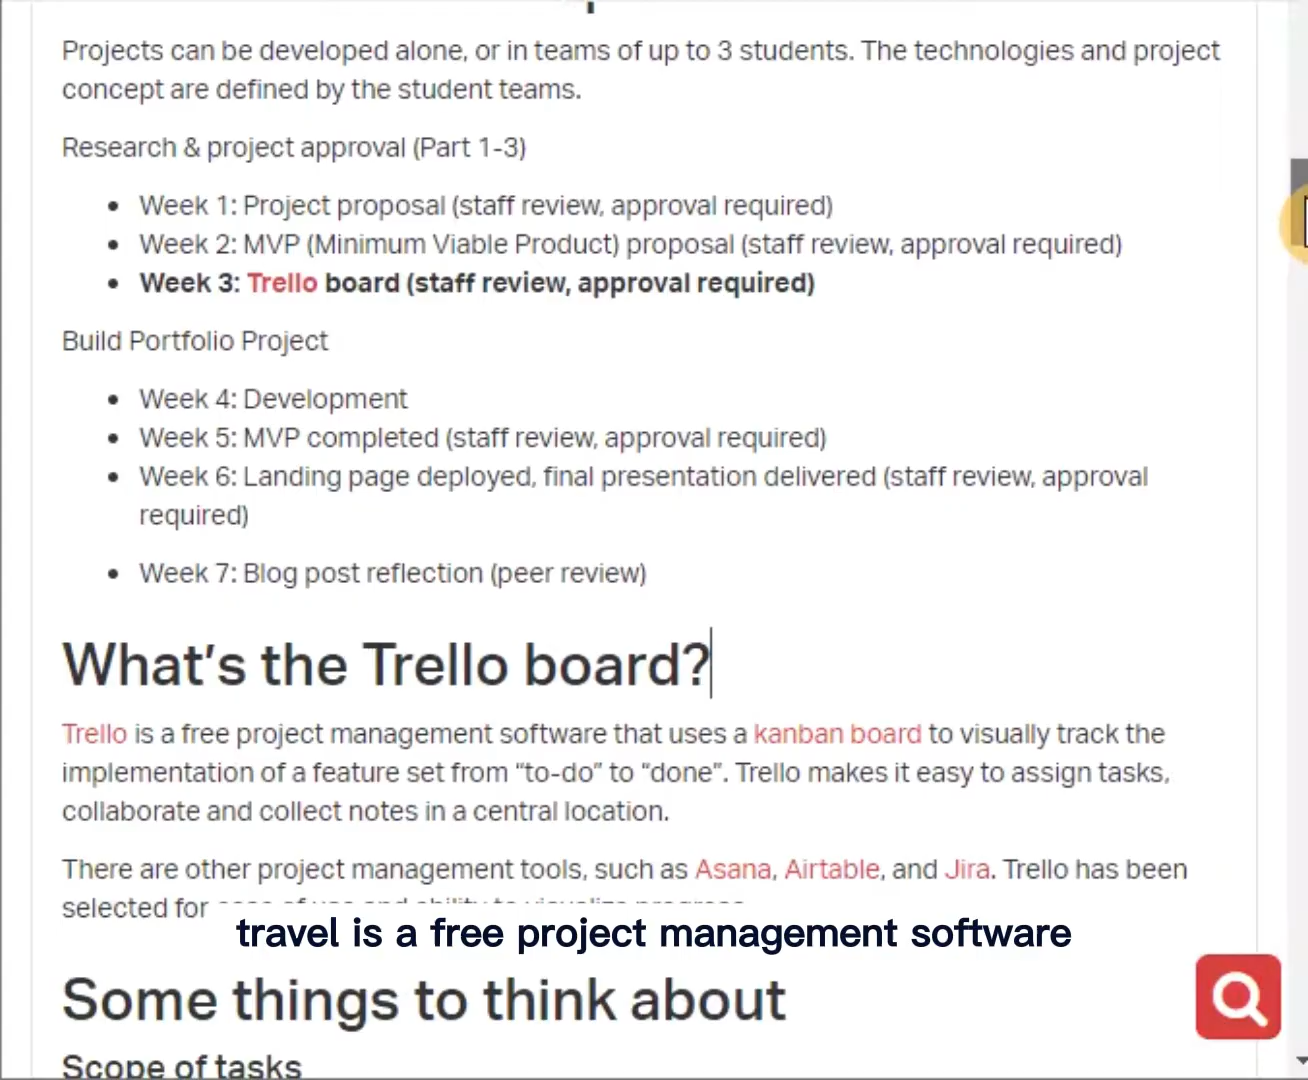 Projects can be developed alone, or in teams of up to 3 students. The technologies and project
concept are defined by the student teams.
Research & project approval (Part 1-3)
• Week 1: Project proposal (staff review, approval required)
• Week 2: MVP (Minimum Viable Product) proposal (staff review, approval required)
• Week 3: Trello board (staff review, approval required)
Build Portfolio Project
• Week 4: Development
• Week 5: MVP completed (staff review, approval required)
• Week 6: Landing page deployed, final presentation delivered (staff review, approval
required)
• Week 7: Blog post reflection (peer review)
What's the Trello board?
Trello is a free project management software that uses a kanban board to visually track the
implementation of a feature set from “to-do” to “done”. Trello makes it easy to assign tasks,
collaborate and collect notes in a central location.
There are other project management tools, such as Asana, Airtable, and Jira. Trello has been
selected for
travel is a free project management software
Some things to think about
Scope of tasks